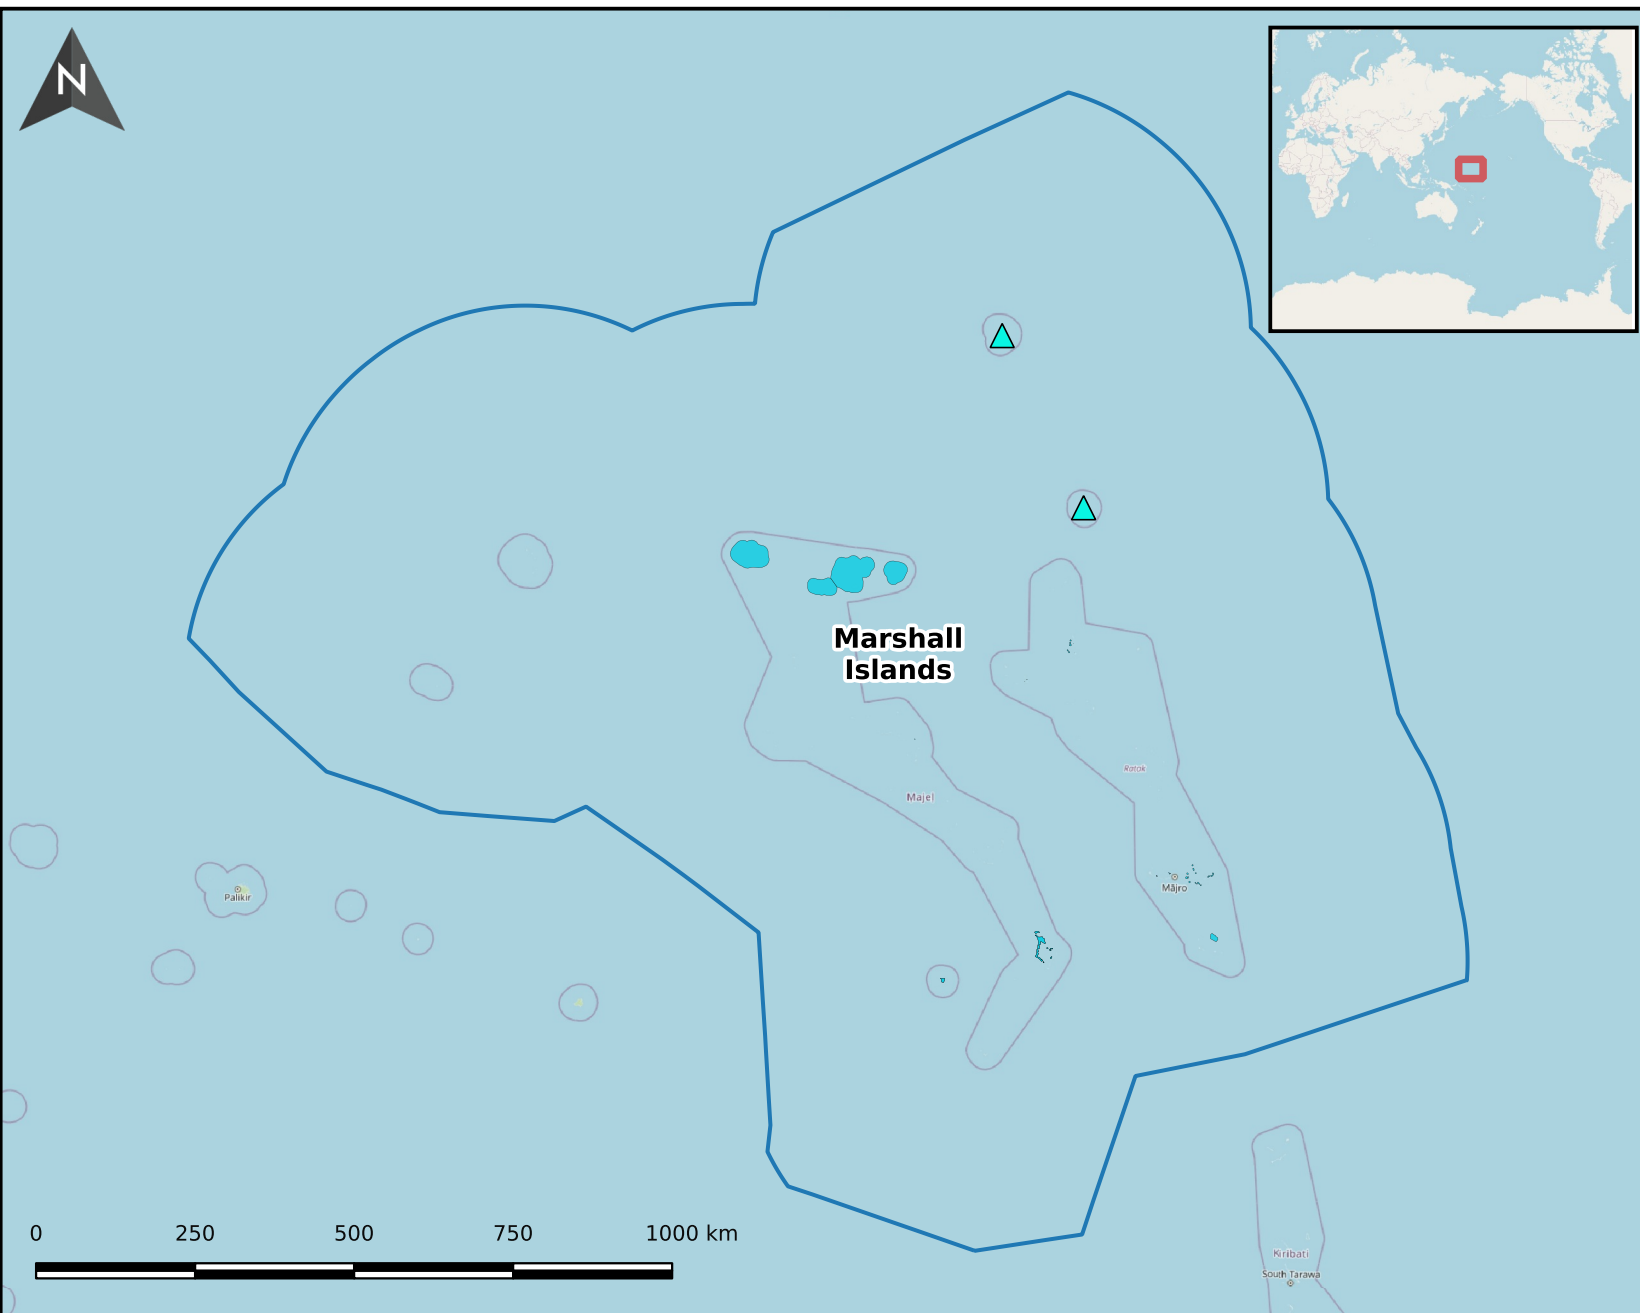 N
Marshall
Islands
Ratak
Majel
Mājro
Palikir
0 250 500 750 1000 km
Kiribati
South Tarawa